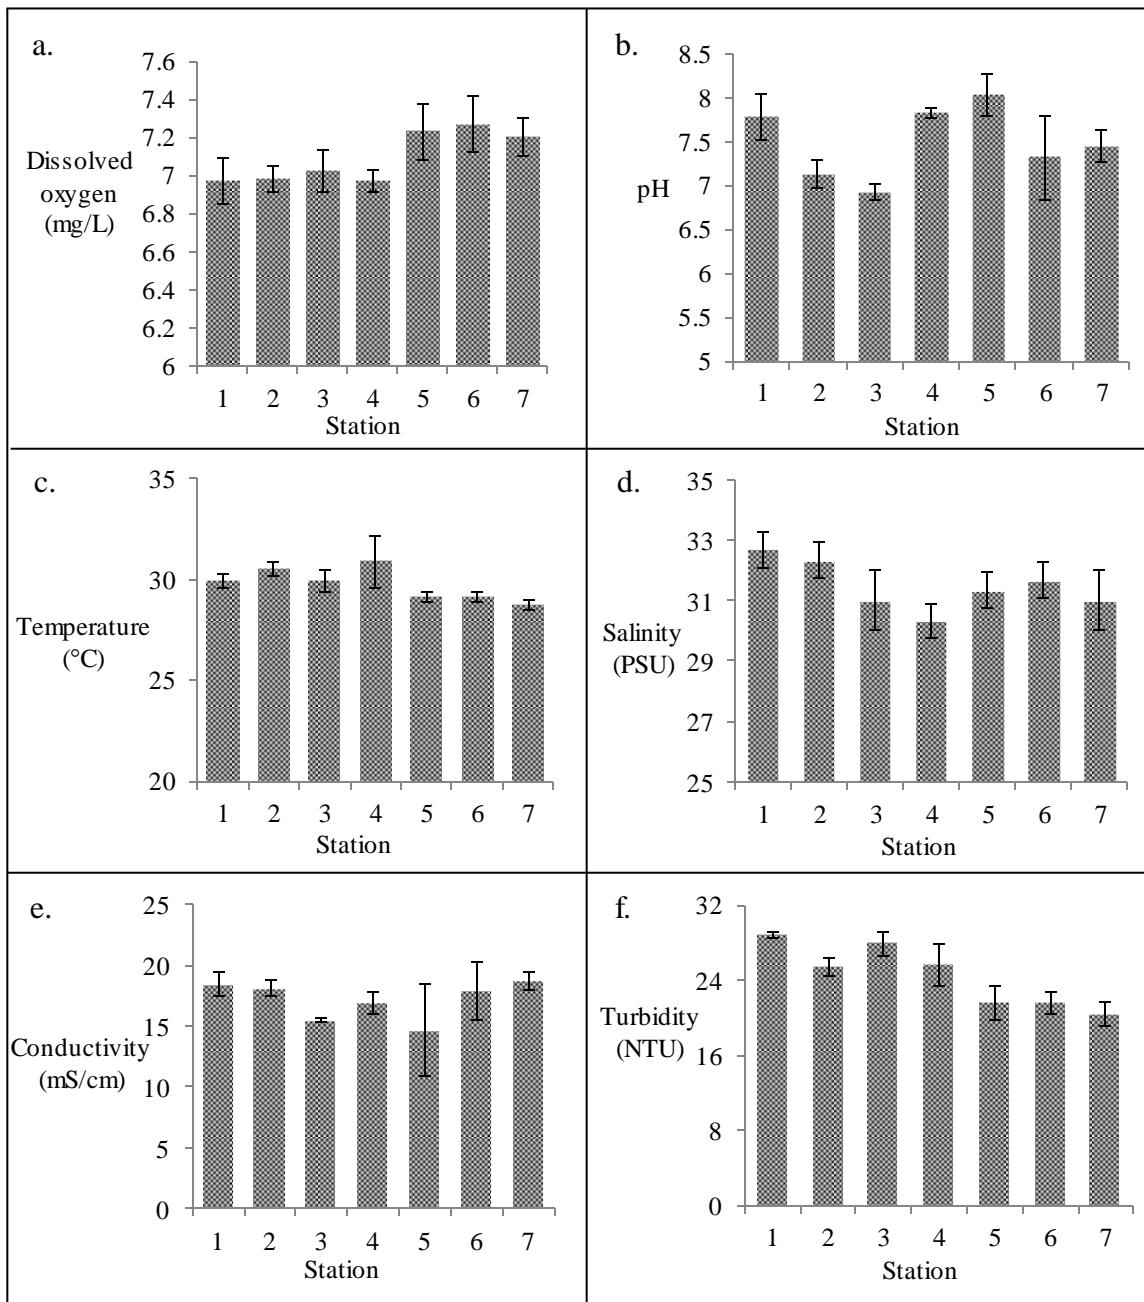 a.
7.6
7.4
7.2
7
6.8
6.6
6.4
6.2
6
Dissolved
oxygen
(mg/L)
1 2 3 4 5 6 7
Station
b.
8.5
8
7.5
7
6.5
6
5.5
5
pH
1 2 3 4 5 6 7
Station
c.
35
30
25
20
Temperature
(°C)
1 2 3 4 5 6 7
Station
d.
35
33
31
29
27
25
Salinity
(PSU)
1 2 3 4 5 6 7
Station
e.
25
20
15
10
5
0
Conductivity
(mS/cm)
1 2 3 4 5 6 7
Station
f.
32
24
16
8
0
Turbidity
(NTU)
1 2 3 4 5 6 7
Station